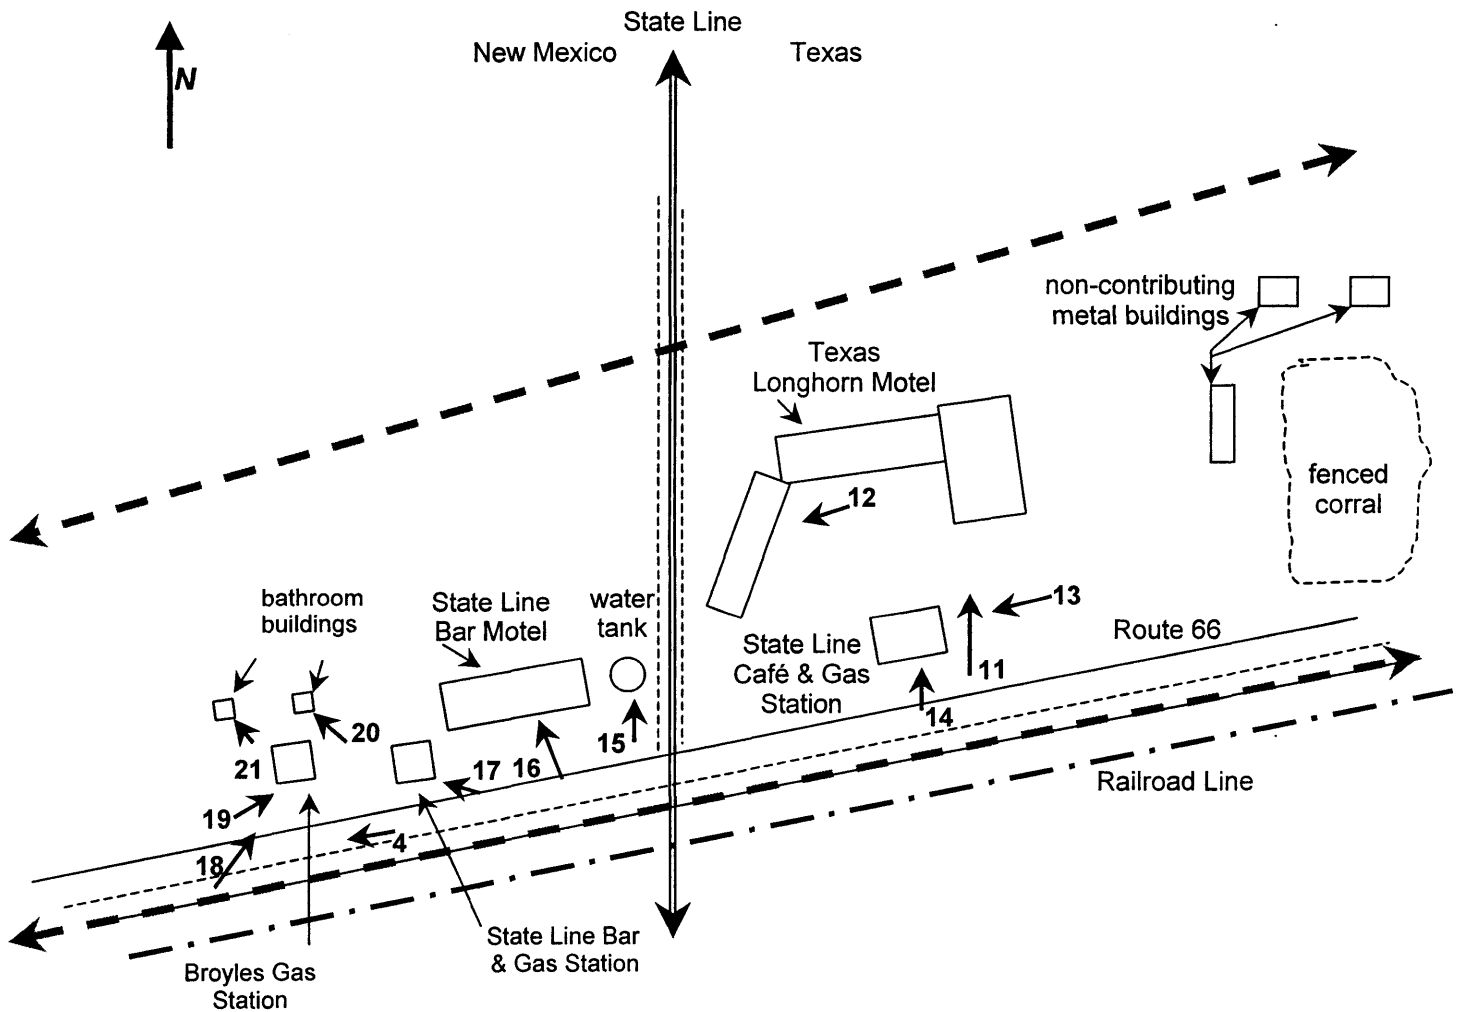 State Line
New Mexico
Texas
N
non-contributing
metal buildings
Texas
Longhorn Motel
fenced
corral
12
bathroom
buildings
State Line
Bar Motel
water
tank
13
Route 66
State Line
Café & Gas
Station
11
14
20
15
21
17
16
19
18
4
Railroad Line
State Line Bar
& Gas Station
Broyles Gas
Station